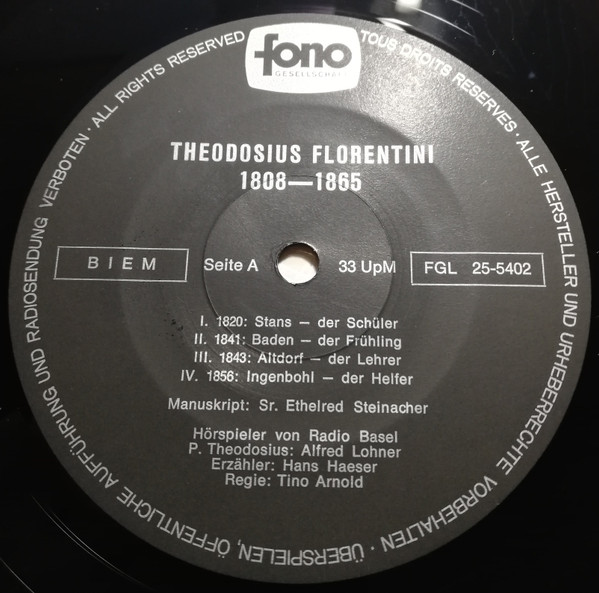 fono
GESELLSCHAFT
THEODOSIUS FLORENTINI
1808—1865
BIEM
Seite A
33 UpM
FGL 25-5402
I. 1820: Stans – der Schüler
II. 1841: Baden – der Frühling
III. 1843: Altdorf – der Lehrer
IV. 1856: Ingenbohl – der Helfer
Manuskript: Sr. Ethelred Steinacher
Hörspieler von Radio Basel
P. Theodosius: Alfred Lohner
Erzähler: Hans Haeser
Regie: Tino Arnold
TOUS DROITS RESERVES · ALLE HERSTELLER UND URHEBERRECHTE VORBEHALTEN · ÜBERSPIELEN, ÖFFENTLICHE AUFFÜHRUNG UND RADIOSENDUNG VERBOTEN · ALL RIGHTS RESERVED